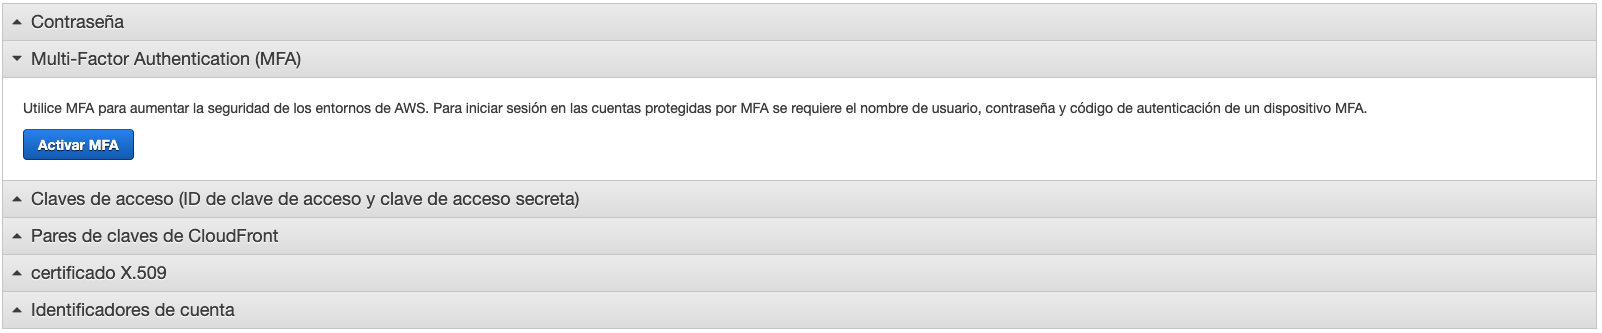 Contraseña
Multi-Factor Authentication (MFA)
Utilice MFA para aumentar la seguridad de los entornos de AWS. Para iniciar sesión en las cuentas protegidas por MFA se requiere el nombre de usuario, contraseña y código de autenticación de un dispositivo MFA.
Activar MFA
Claves de acceso (ID de clave de acceso y clave de acceso secreta)
Pares de claves de CloudFront
certificado X.509
Identificadores de cuenta